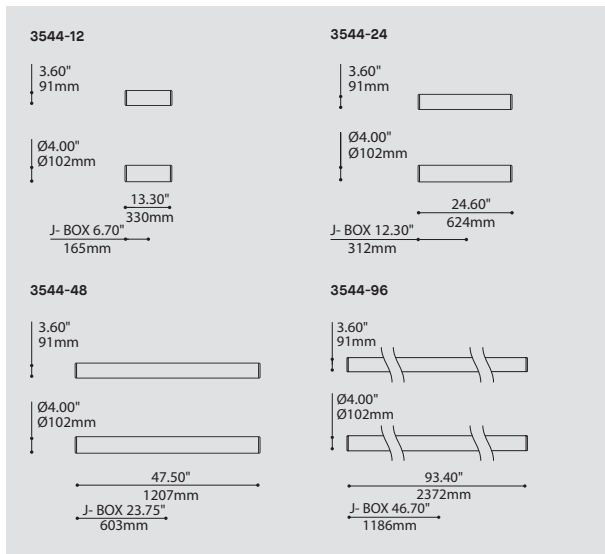 3544-12
3.60"
91mm
Ø4.00"
Ø102mm
13.30"
330mm
J- BOX 6.70"
165mm
3544-24
3.60"
91mm
Ø4.00"
Ø102mm
24.60"
624mm
J- BOX 12.30"
312mm
3544-48
3.60"
91mm
Ø4.00"
Ø102mm
47.50"
1207mm
J- BOX 23.75"
603mm
3544-96
3.60"
91mm
Ø4.00"
Ø102mm
93.40"
2372mm
J- BOX 46.70"
1186mm